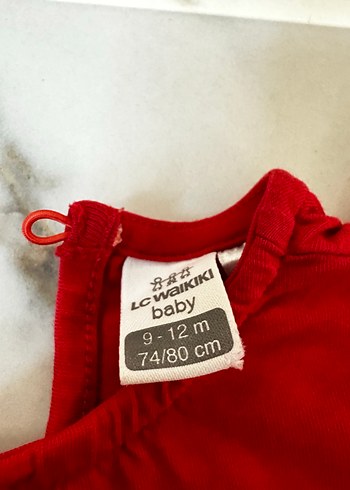 LC WAIKIKI
baby
9 - 12 m
74/80 cm